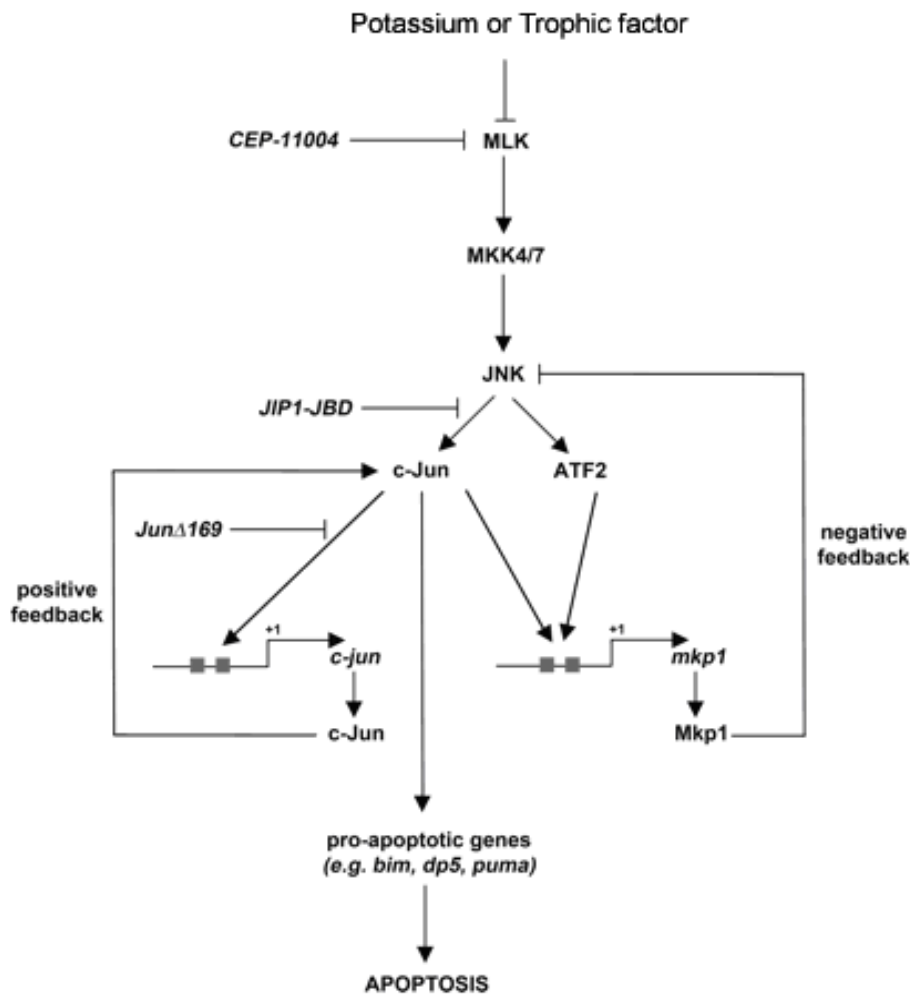 Potassium or Trophic factor
CEP-11004
MLK
MKK4/7
JNK
JIP1-JBD
c-Jun
ATF2
JunΔ169
negative
feedback
positive
feedback
+1
c-jun
+1
mkp1
c-Jun
Mkp1
pro-apoptotic genes
(e.g. bim, dp5, puma)
APOPTOSIS